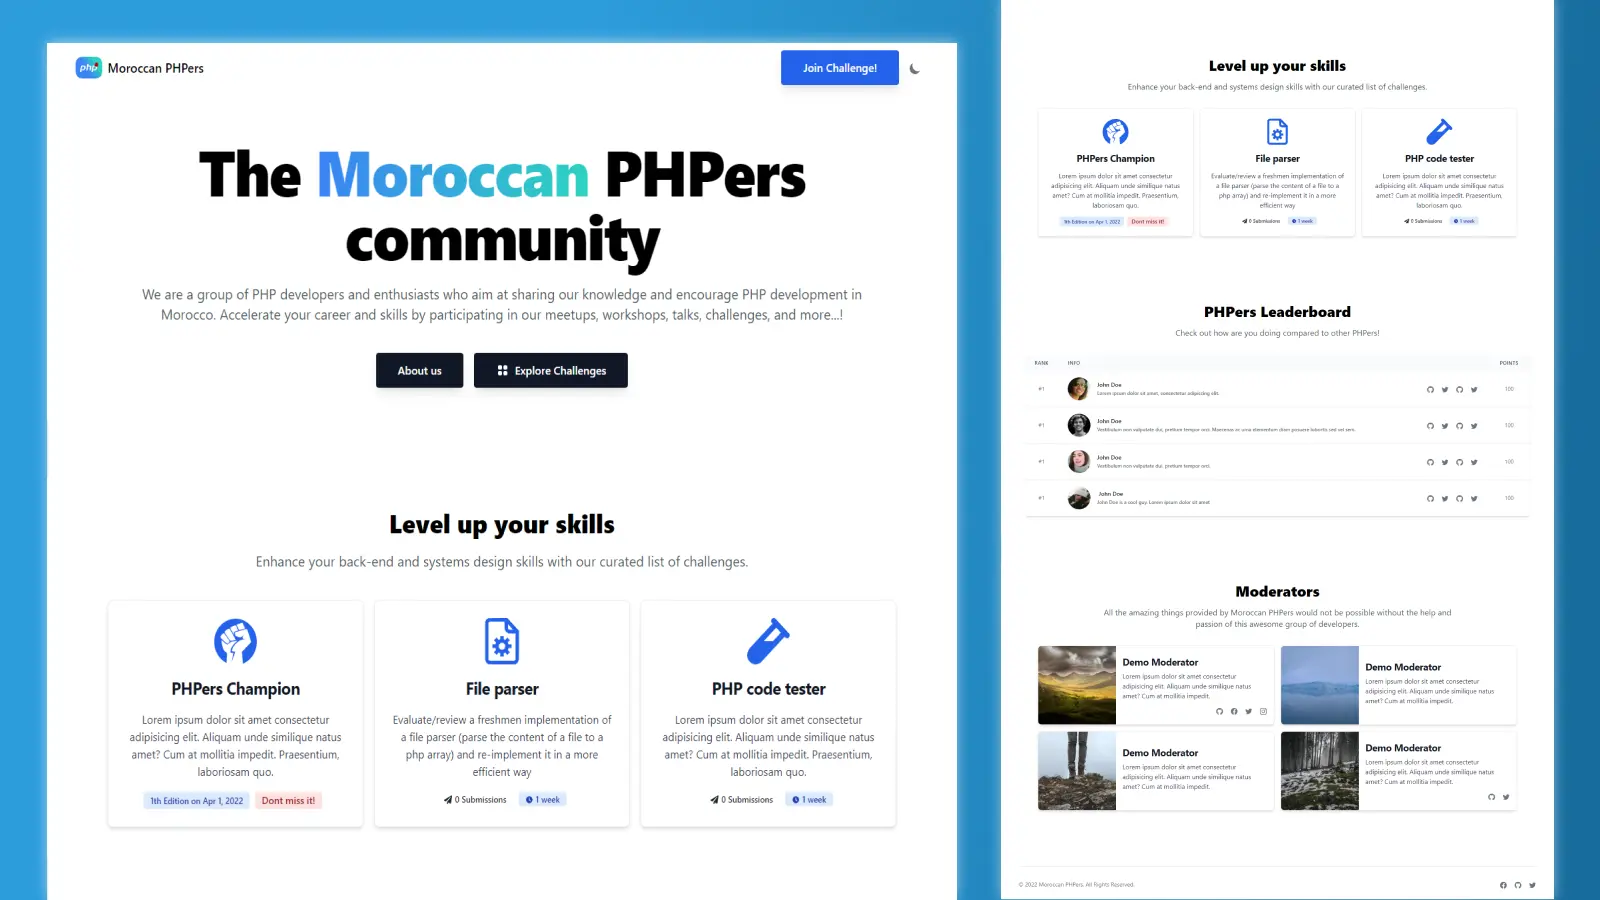 php
Moroccan PHPers
Join Challenge!
The Moroccan PHPers
community
We are a group of PHP developers and enthusiasts who aim at sharing our knowledge and encourage PHP development in
Morocco. Accelerate your career and skills by participating in our meetups, workshops, talks, challenges, and more...!
About us
Explore Challenges
Level up your skills
Enhance your back-end and systems design skills with our curated list of challenges.
PHPers Champion
Lorem ipsum dolor sit amet consectetur
adipisicing elit. Aliquam unde similique natus
amet? Cum at mollitia impedit. Praesentium,
laboriosam quo.
1th Edition on Apr 1, 2022
Dont miss it!
File parser
Evaluate/review a freshmen implementation of
a file parser (parse the content of a file to a
php array) and re-implement it in a more
efficient way
0 Submissions
1 week
PHP code tester
Lorem ipsum dolor sit amet consectetur
adipisicing elit. Aliquam unde similique natus
amet? Cum at mollitia impedit. Praesentium,
laboriosam quo.
0 Submissions
1 week
Level up your skills
Enhance your back-end and systems design skills with our curated list of challenges.
PHPers Champion
Lorem ipsum dolor sit amet consectetur
adipisicing elit. Aliquam unde similique natus
amet? Cum at mollitia impedit. Praesentium,
laboriosam quo.
1th Edition on Apr 1, 2022
Dont miss it!
File parser
Evaluate/review a freshmen implementation of
a file parser (parse the content of a file to a
php array) and re-implement it in a more
efficient way
0 Submissions
1 week
PHP code tester
Lorem ipsum dolor sit amet consectetur
adipisicing elit. Aliquam unde similique natus
amet? Cum at mollitia impedit. Praesentium,
laboriosam quo.
0 Submissions
1 week
PHPers Leaderboard
Check out how are you doing compared to other PHPers!
RANK INFO POINTS
#1 John Doe 100
Lorem ipsum dolor sit amet, consectetur adipiscing elit.
#1 John Doe 100
Vestibulum non vulputate dui, pretium tempor orci. Maecenas ac urna elementum diam posuere lobortis sed vel sem.
#1 John Doe 100
Vestibulum non vulputate dui, pretium tempor orci.
#1 John Doe 100
John Doe is a cool guy. Lorem ipsum dolor sit amet
Moderators
All the amazing things provided by Moroccan PHPers would not be possible without the help and
passion of this awesome group of developers.
Demo Moderator
Lorem ipsum dolor sit amet consectetur
adipisicing elit. Aliquam unde similique natus
amet? Cum at mollitia impedit.
Demo Moderator
Lorem ipsum dolor sit amet consectetur
adipisicing elit. Aliquam unde similique natus
amet? Cum at mollitia impedit.
Demo Moderator
Lorem ipsum dolor sit amet consectetur
adipisicing elit. Aliquam unde similique natus
amet? Cum at mollitia impedit.
Demo Moderator
Lorem ipsum dolor sit amet consectetur
adipisicing elit. Aliquam unde similique natus
amet? Cum at mollitia impedit.
© 2022 Moroccan PHPers. All Rights Reserved.